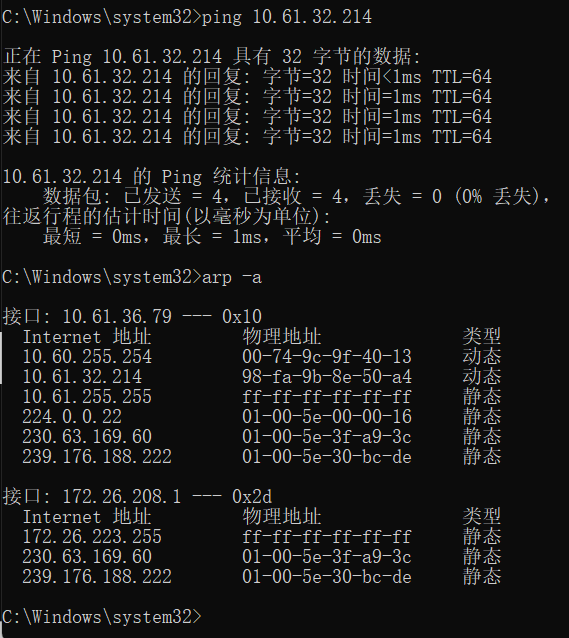 C:\Windows\system32>ping 10.61.32.214
正在 Ping 10.61.32.214 具有 32 字节的数据:
来自 10.61.32.214 的回复: 字节=32 时间<1ms TTL=64
来自 10.61.32.214 的回复: 字节=32 时间=1ms TTL=64
来自 10.61.32.214 的回复: 字节=32 时间=1ms TTL=64
来自 10.61.32.214 的回复: 字节=32 时间=1ms TTL=64
10.61.32.214 的 Ping 统计信息:
数据包: 已发送 = 4，已接收 = 4，丢失 = 0 (0% 丢失)，
往返行程的估计时间(以毫秒为单位):
最短 = 0ms，最长 = 1ms，平均 = 0ms
C:\Windows\system32>arp -a
接口: 10.61.36.79 --- 0x10
Internet 地址 物理地址 类型
10.60.255.254 00-74-9c-9f-40-13 动态
10.61.32.214 98-fa-9b-8e-50-a4 动态
10.61.255.255 ff-ff-ff-ff-ff-ff 静态
224.0.0.22 01-00-5e-00-00-16 静态
230.63.169.60 01-00-5e-3f-a9-3c 静态
239.176.188.222 01-00-5e-30-bc-de 静态
接口: 172.26.208.1 --- 0x2d
Internet 地址 物理地址 类型
172.26.223.255 ff-ff-ff-ff-ff-ff 静态
230.63.169.60 01-00-5e-3f-a9-3c 静态
239.176.188.222 01-00-5e-30-bc-de 静态
C:\Windows\system32>